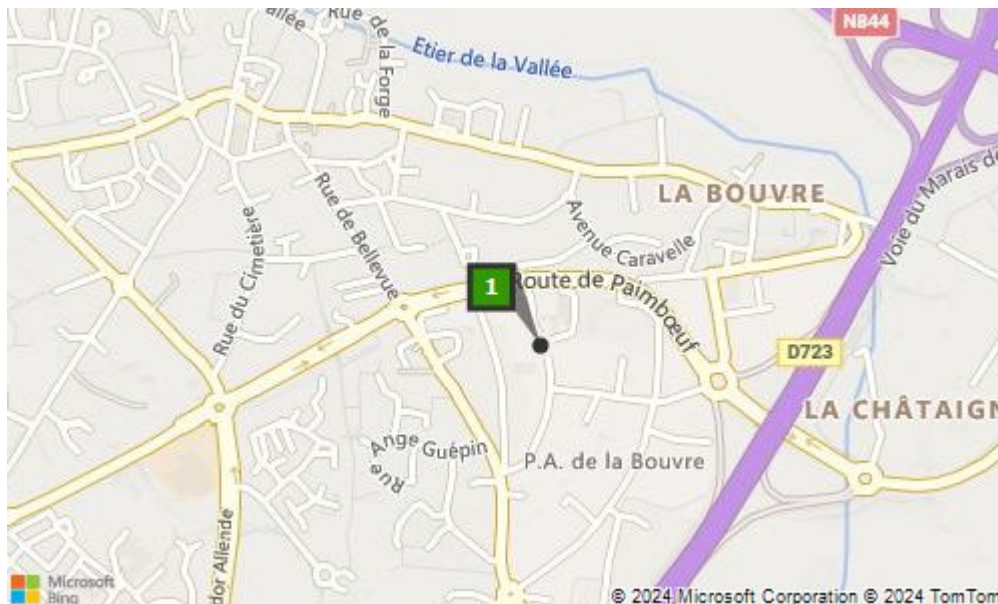 N844
Rue de la Forge
Etier de la Vallée
LA BOUVRE
Voie du Marais de
Avenue Caravelle
Rue de Bellevue
Rue du Cimetière
1
Route de Paimbœuf
D723
LA CHÂTAIGN
Rue Ange Guépin
P.A. de la Bouvre
dor Allende
Microsoft
Bing
© 2024 Microsoft Corporation © 2024 TomTom